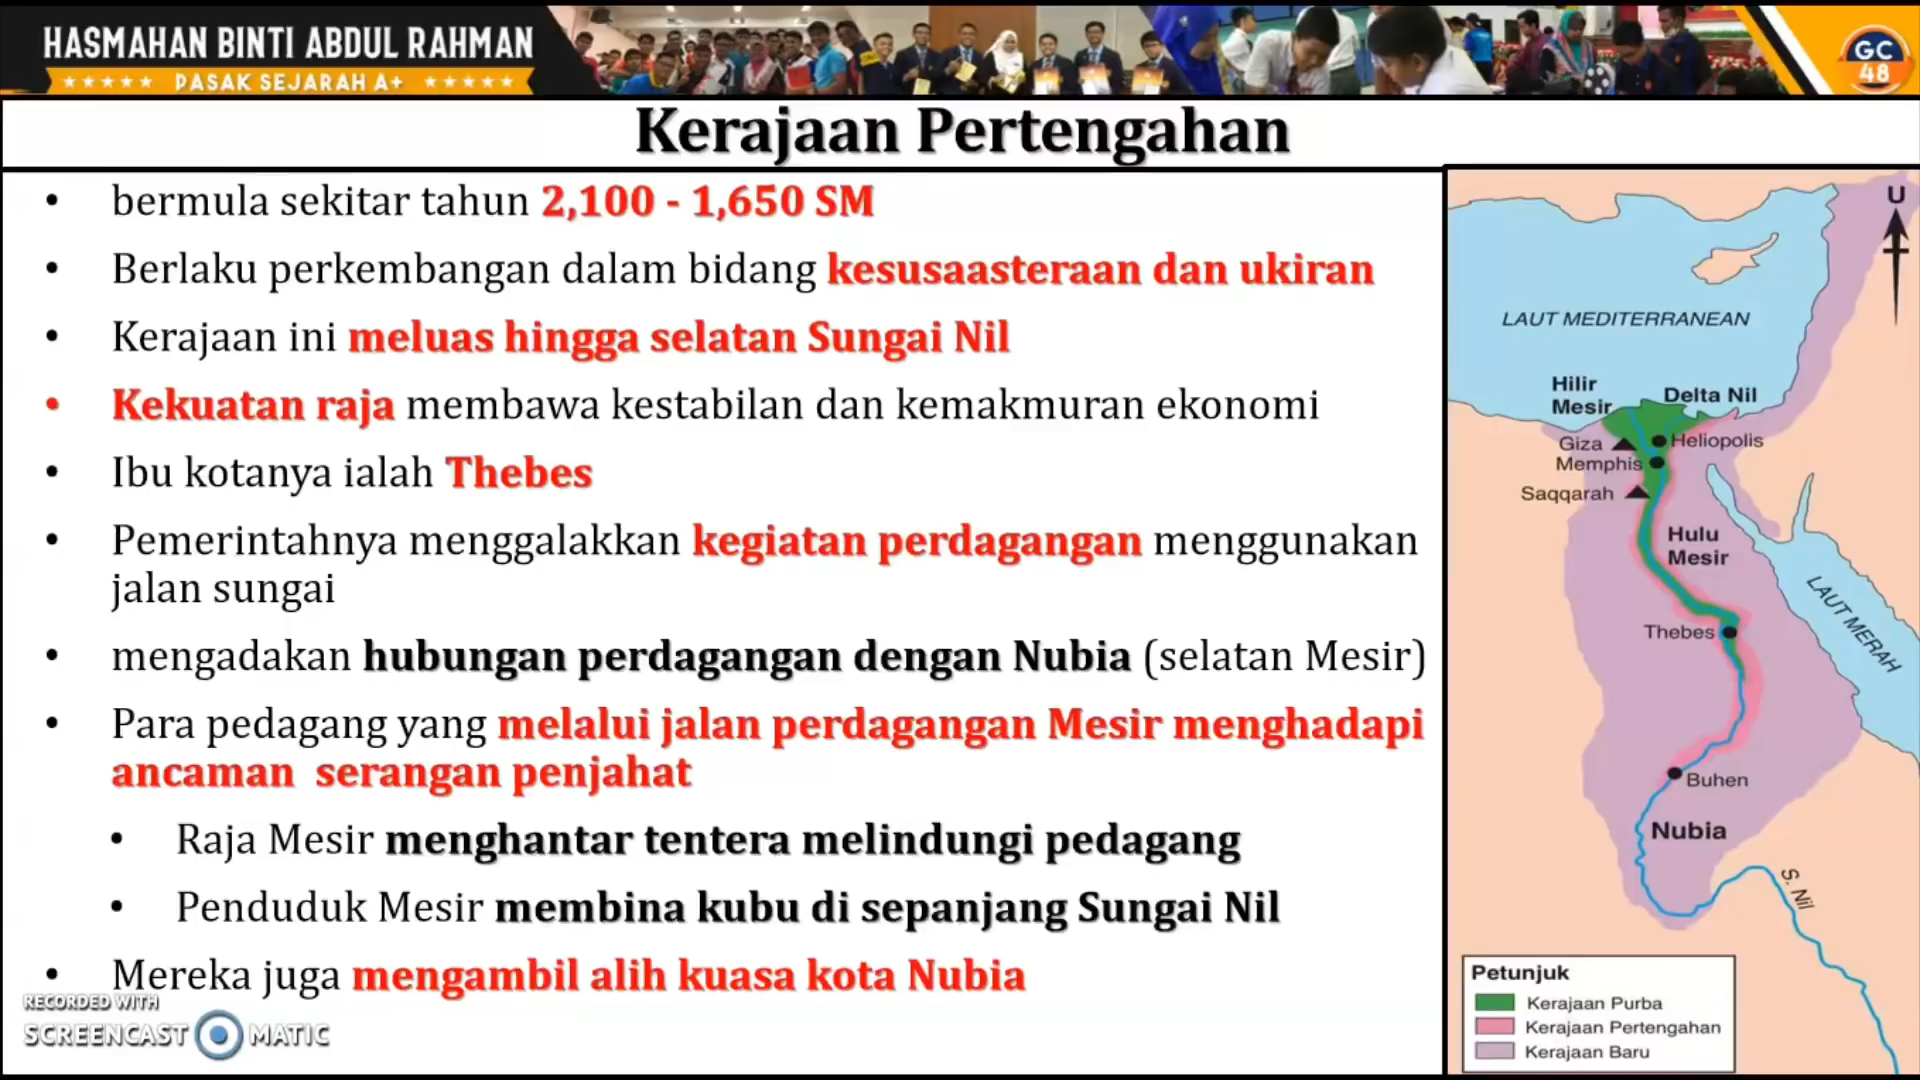 HASMAHAN BINTI ABDUL RAHMAN
PASAK SEJARAH A+
GC
48
Kerajaan Pertengahan
• bermula sekitar tahun 2,100 - 1,650 SM
• Berlaku perkembangan dalam bidang kesusaasteraan dan ukiran
• Kerajaan ini meluas hingga selatan Sungai Nil
• Kekuatan raja membawa kestabilan dan kemakmuran ekonomi
• Ibu kotanya ialah Thebes
• Pemerintahnya menggalakkan kegiatan perdagangan menggunakan
jalan sungai
• mengadakan hubungan perdagangan dengan Nubia (selatan Mesir)
• Para pedagang yang melalui jalan perdagangan Mesir menghadapi
ancaman serangan penjahat
• Raja Mesir menghantar tentera melindungi pedagang
• Penduduk Mesir membina kubu di sepanjang Sungai Nil
• Mereka juga mengambil alih kuasa kota Nubia
RECORDED WITH
SCREENCAST MATIC
U
LAUT MEDITERRANEAN
Hilir
Mesir
Delta Nil
Giza
Heliopolis
Memphis
Saqqarah
Hulu
Mesir
LAUT MERAH
Thebes
Buhen
Nubia
S. Nil
Petunjuk
Kerajaan Purba
Kerajaan Pertengahan
Kerajaan Baru